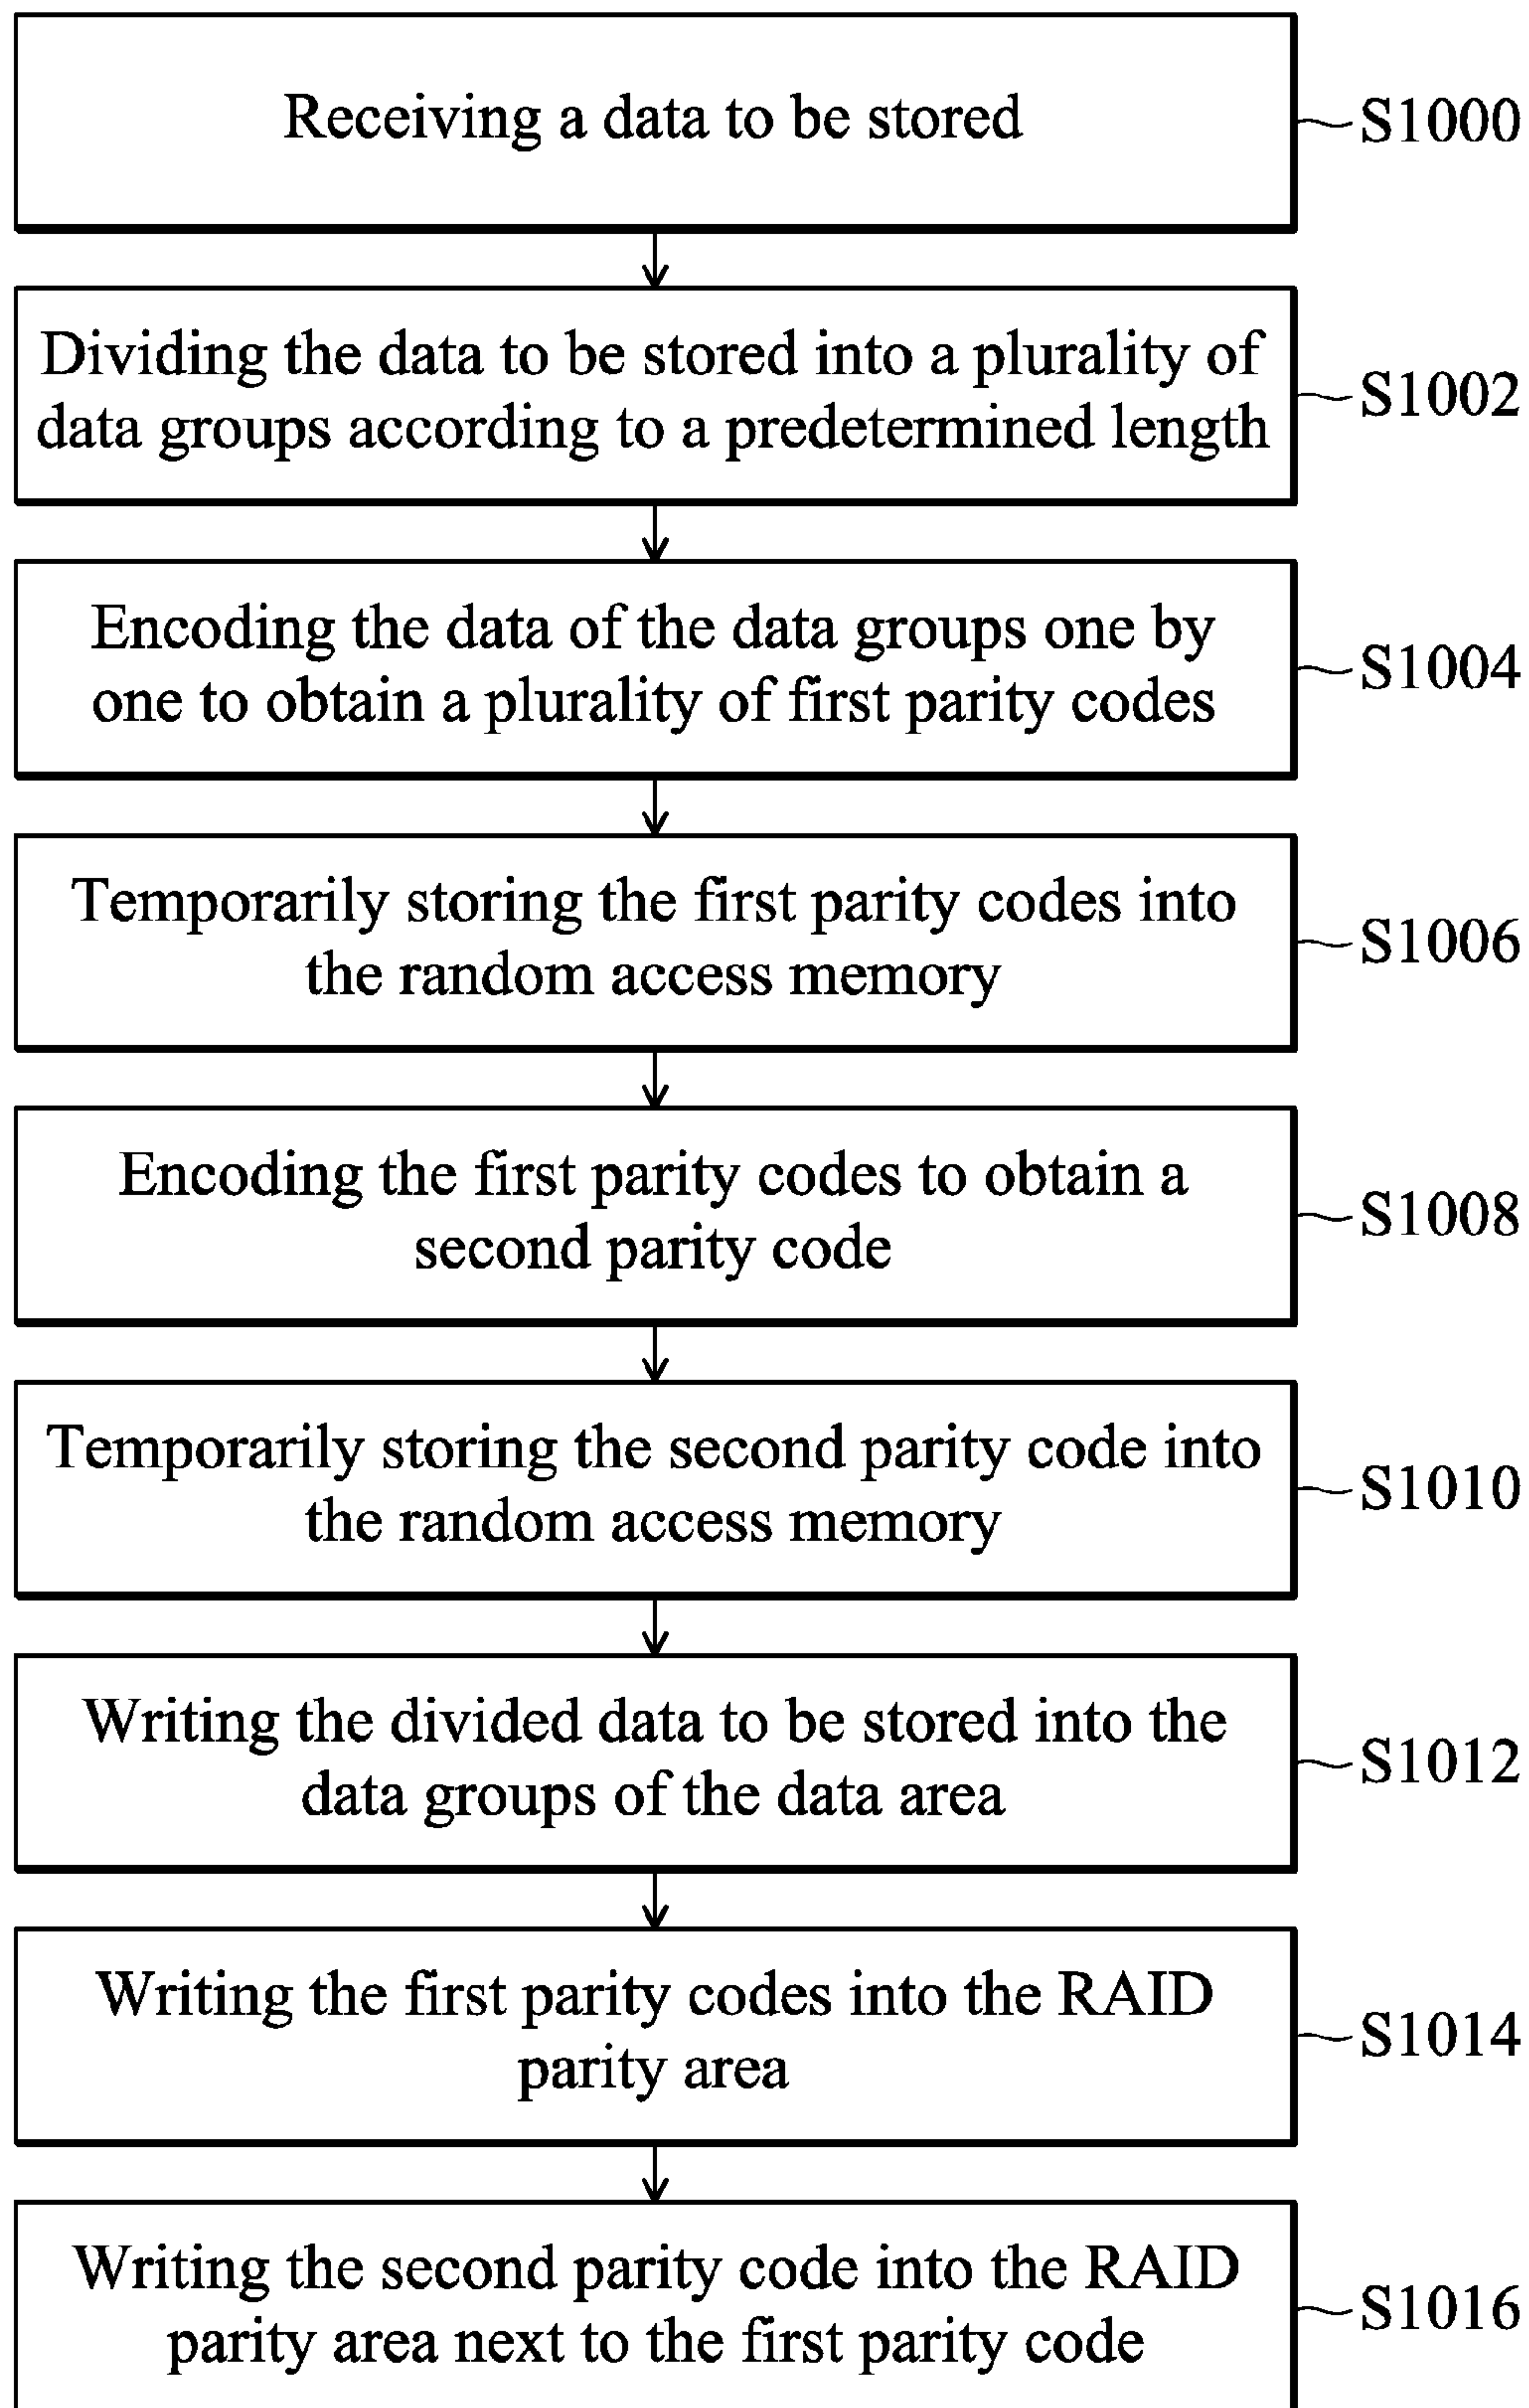 Receiving a data to be stored
S1000
Dividing the data to be stored into a plurality of
data groups according to a predetermined length
S1002
Encoding the data of the data groups one by
one to obtain a plurality of first parity codes
S1004
Temporarily storing the first parity codes into
the random access memory
S1006
Encoding the first parity codes to obtain a
second parity code
S1008
Temporarily storing the second parity code into
the random access memory
S1010
Writing the divided data to be stored into the
data groups of the data area
S1012
Writing the first parity codes into the RAID
parity area
S1014
Writing the second parity code into the RAID
parity area next to the first parity code
S1016